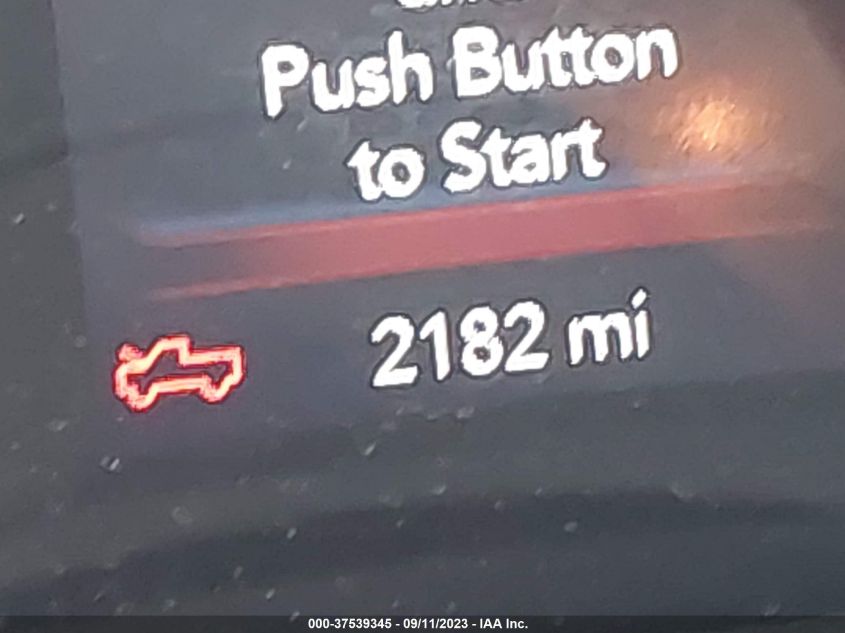 Push Button
to Start
2182 mi
000-37539345 - 09/11/2023 - IAA Inc.